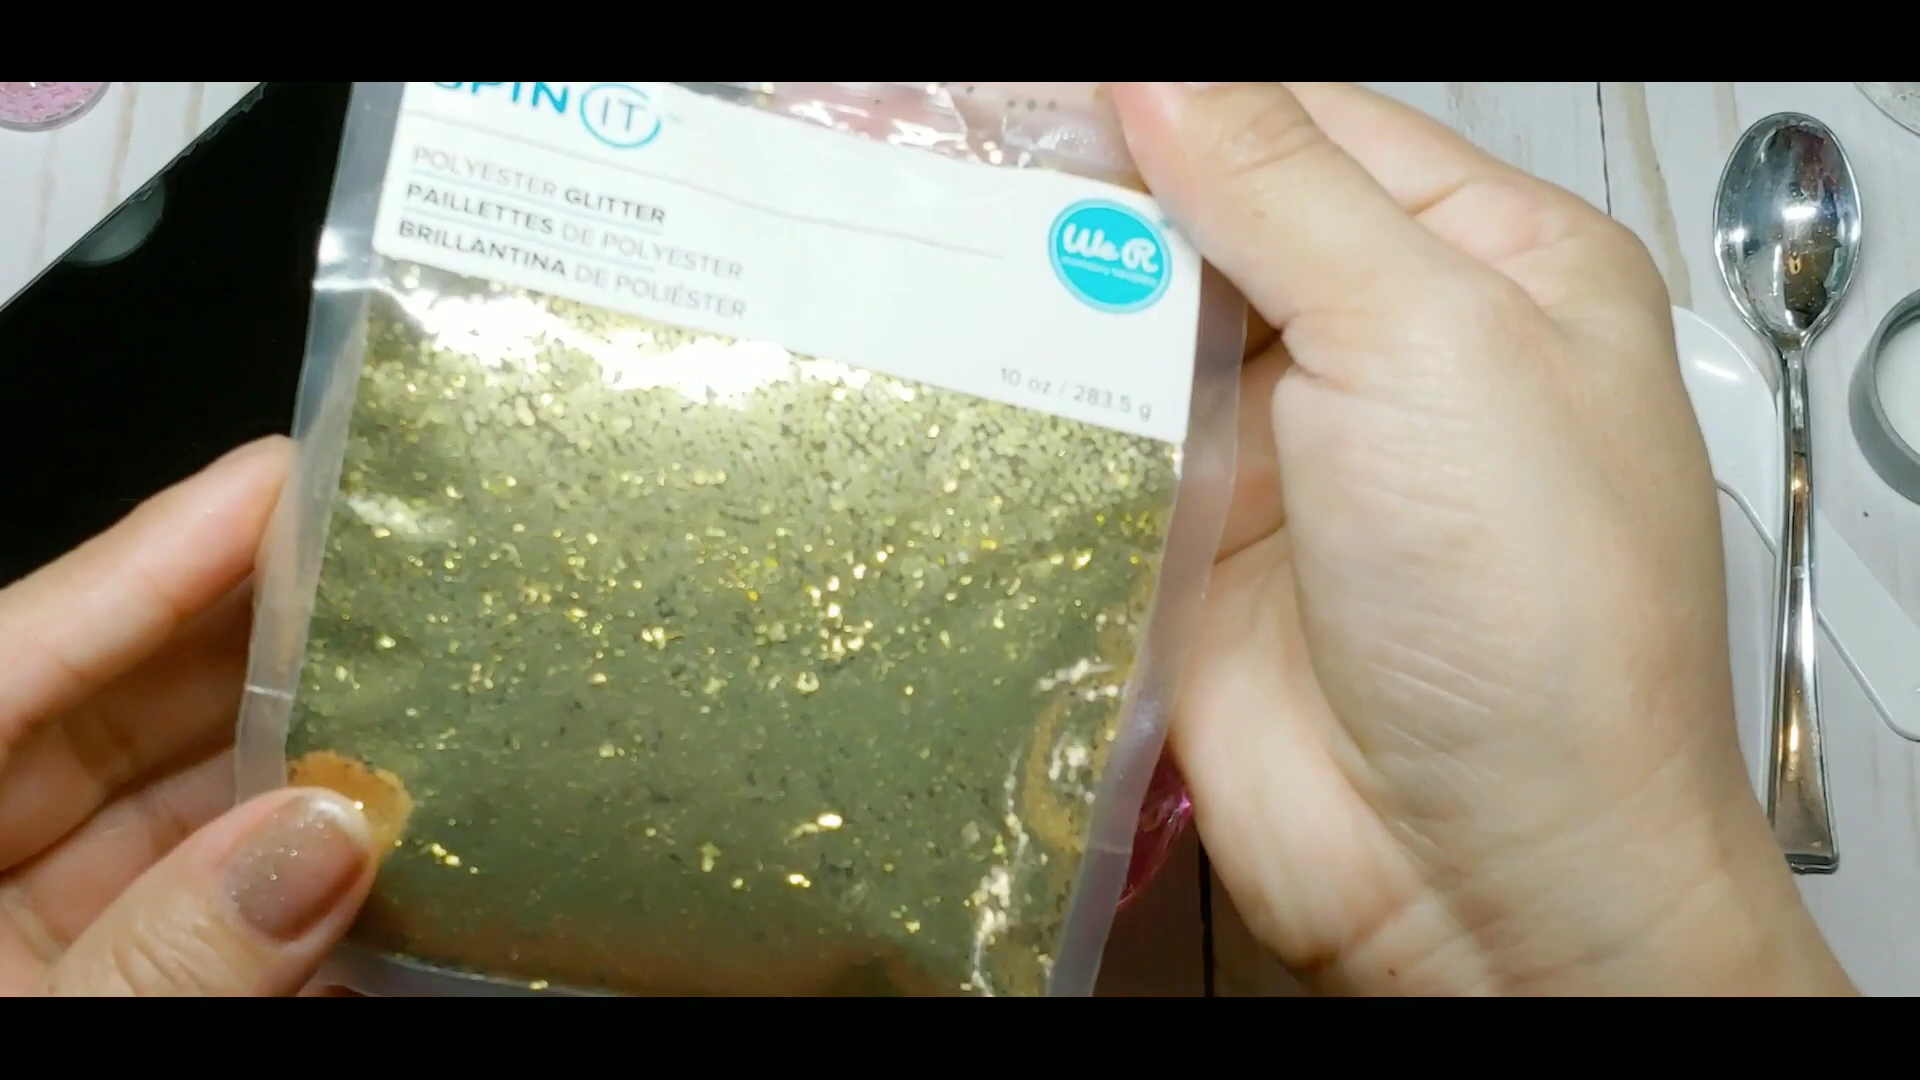 SPIN IT
POLYESTER GLITTER
PAILLETTES DE POLYESTER
BRILLANTINA DE POLIÉSTER
We R
10 oz / 283.5 g